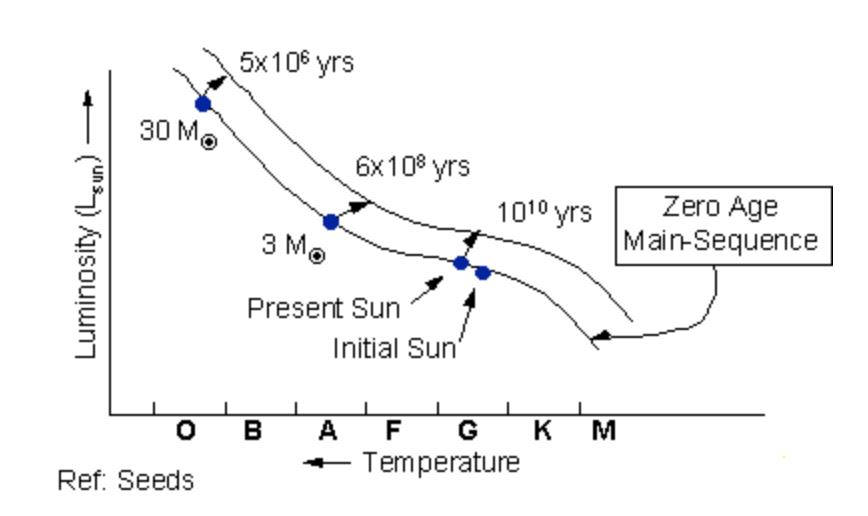 5x10⁶ yrs
30 M☉
6x10⁸ yrs
3 M☉
10¹⁰ yrs
Zero Age
Main-Sequence
Luminosity (Lsun)
Present Sun
Initial Sun
O B A F G K M
Temperature
Ref: Seeds